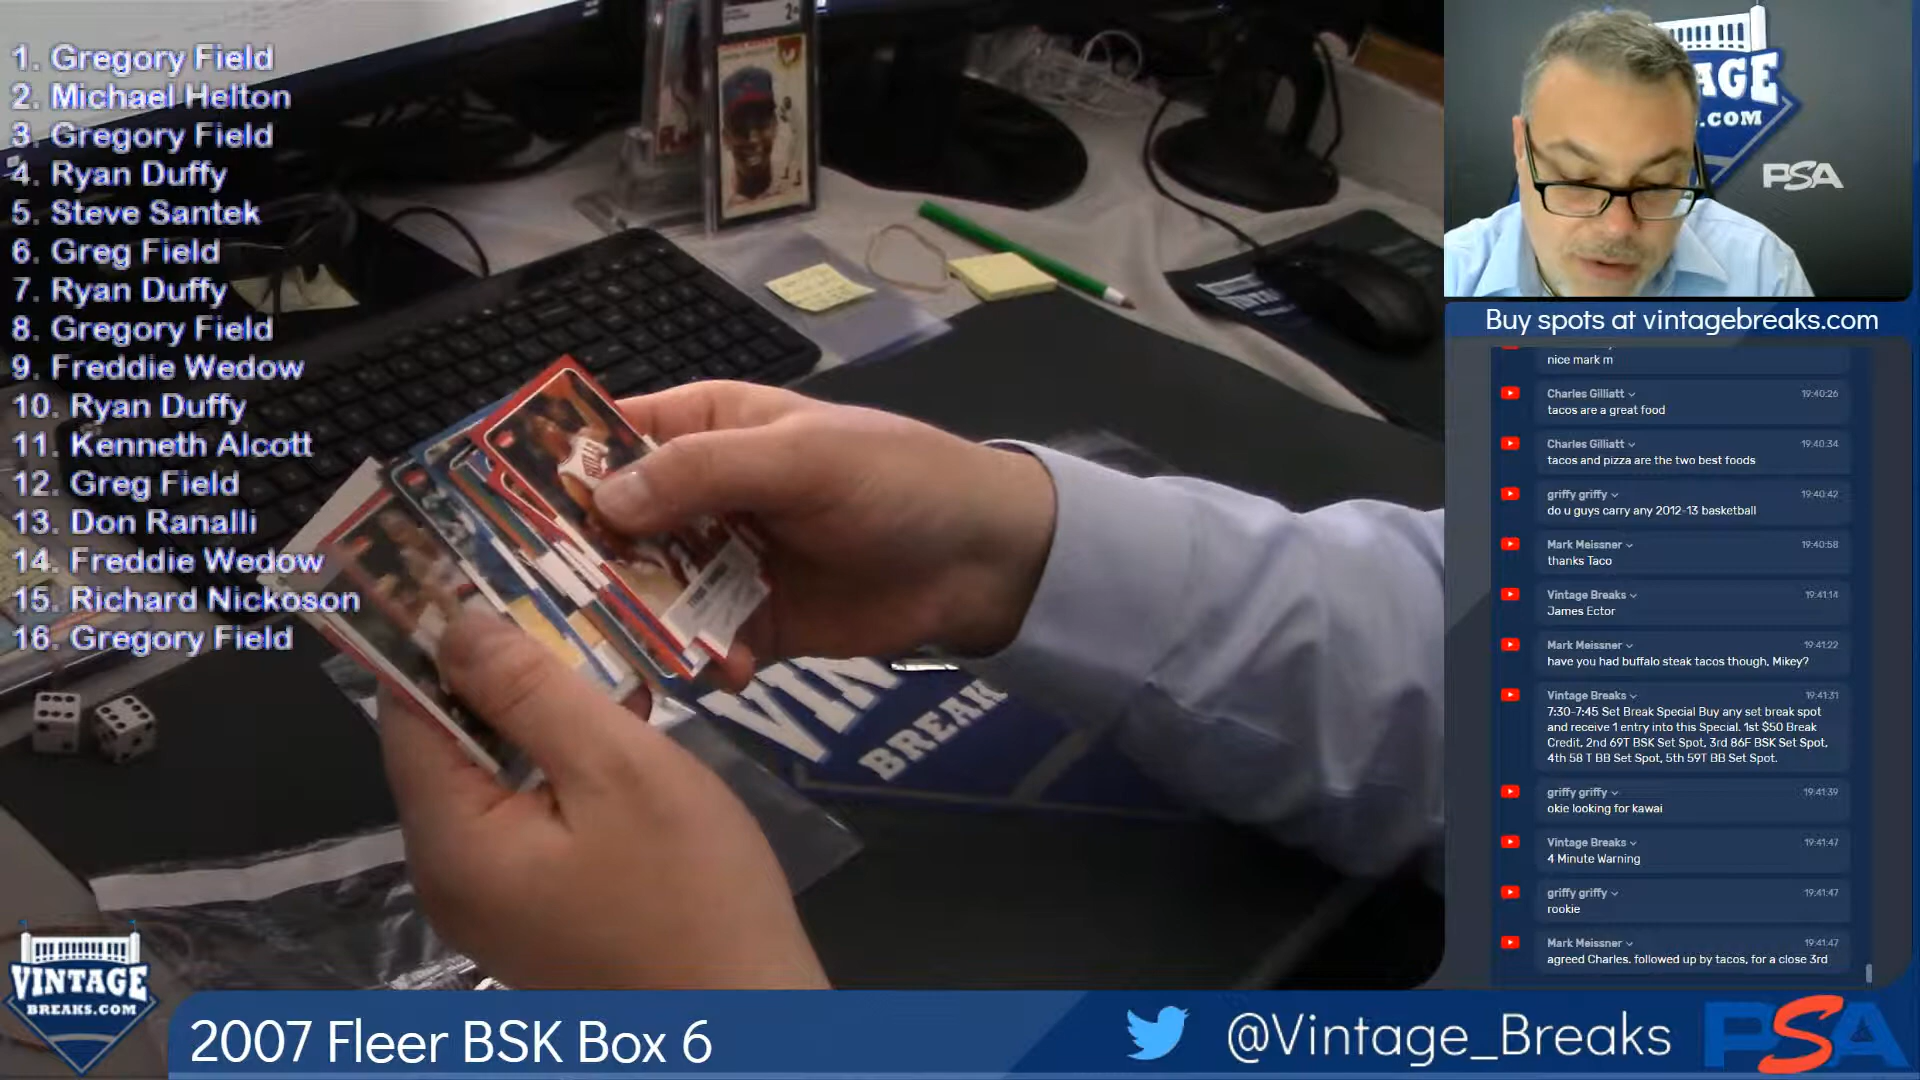 1. Gregory Field
2. Michael Helton
3. Gregory Field
4. Ryan Duffy
5. Steve Santek
6. Greg Field
7. Ryan Duffy
8. Gregory Field
9. Freddie Wedow
10. Ryan Duffy
11. Kenneth Alcott
12. Greg Field
13. Don Ranalli
14. Freddie Wedow
15. Richard Nickoson
16. Gregory Field
VIN
BREAK
AGE
.COM
PSA
Buy spots at vintagebreaks.com
nice mark m
Charles Gilliatt 19:40:26
tacos are a great food
Charles Gilliatt 19:40:34
tacos and pizza are the two best foods
griffy griffy 19:40:42
do u guys carry any 2012-13 basketball
Mark Meissner 19:40:58
thanks Taco
Vintage Breaks 19:41:14
James Ector
Mark Meissner 19:41:22
have you had buffalo steak tacos though, Mikey?
Vintage Breaks 19:41:31
7:30-7:45 Set Break Special Buy any set break spot
and receive 1 entry into this Special. 1st $50 Break
Credit, 2nd 69T BSK Set Spot, 3rd 86F BSK Set Spot,
4th 58 T BB Set Spot, 5th 59T BB Set Spot.
griffy griffy 19:41:39
okie looking for kawai
Vintage Breaks 19:41:47
4 Minute Warning
griffy griffy 19:41:47
rookie
Mark Meissner 19:41:47
agreed Charles. followed up by tacos, for a close 3rd
VINTAGE
BREAKS.COM
2007 Fleer BSK Box 6
@Vintage_Breaks
PSA